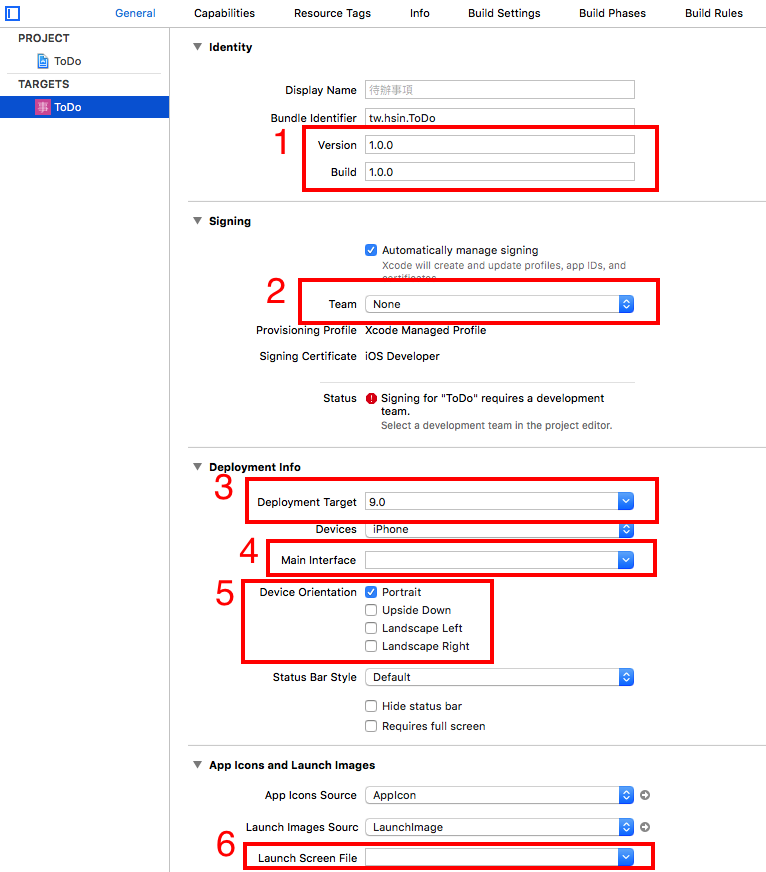 General Capabilities Resource Tags Info Build Settings Build Phases Build Rules
PROJECT
ToDo
TARGETS
事 ToDo
Identity
Display Name 待辦事項
Bundle Identifier tw.hsin.ToDo
1
Version 1.0.0
Build 1.0.0
Signing
Automatically manage signing
Xcode will create and update profiles, app IDs, and
certificates.
2
Team None
Provisioning Profile Xcode Managed Profile
Signing Certificate iOS Developer
Status Signing for "ToDo" requires a development
team.
Select a development team in the project editor.
Deployment Info
3
Deployment Target 9.0
Devices iPhone
4
Main Interface
5
Device Orientation Portrait
Upside Down
Landscape Left
Landscape Right
Status Bar Style Default
Hide status bar
Requires full screen
App Icons and Launch Images
App Icons Source AppIcon
Launch Images Sourc LaunchImage
6
Launch Screen File